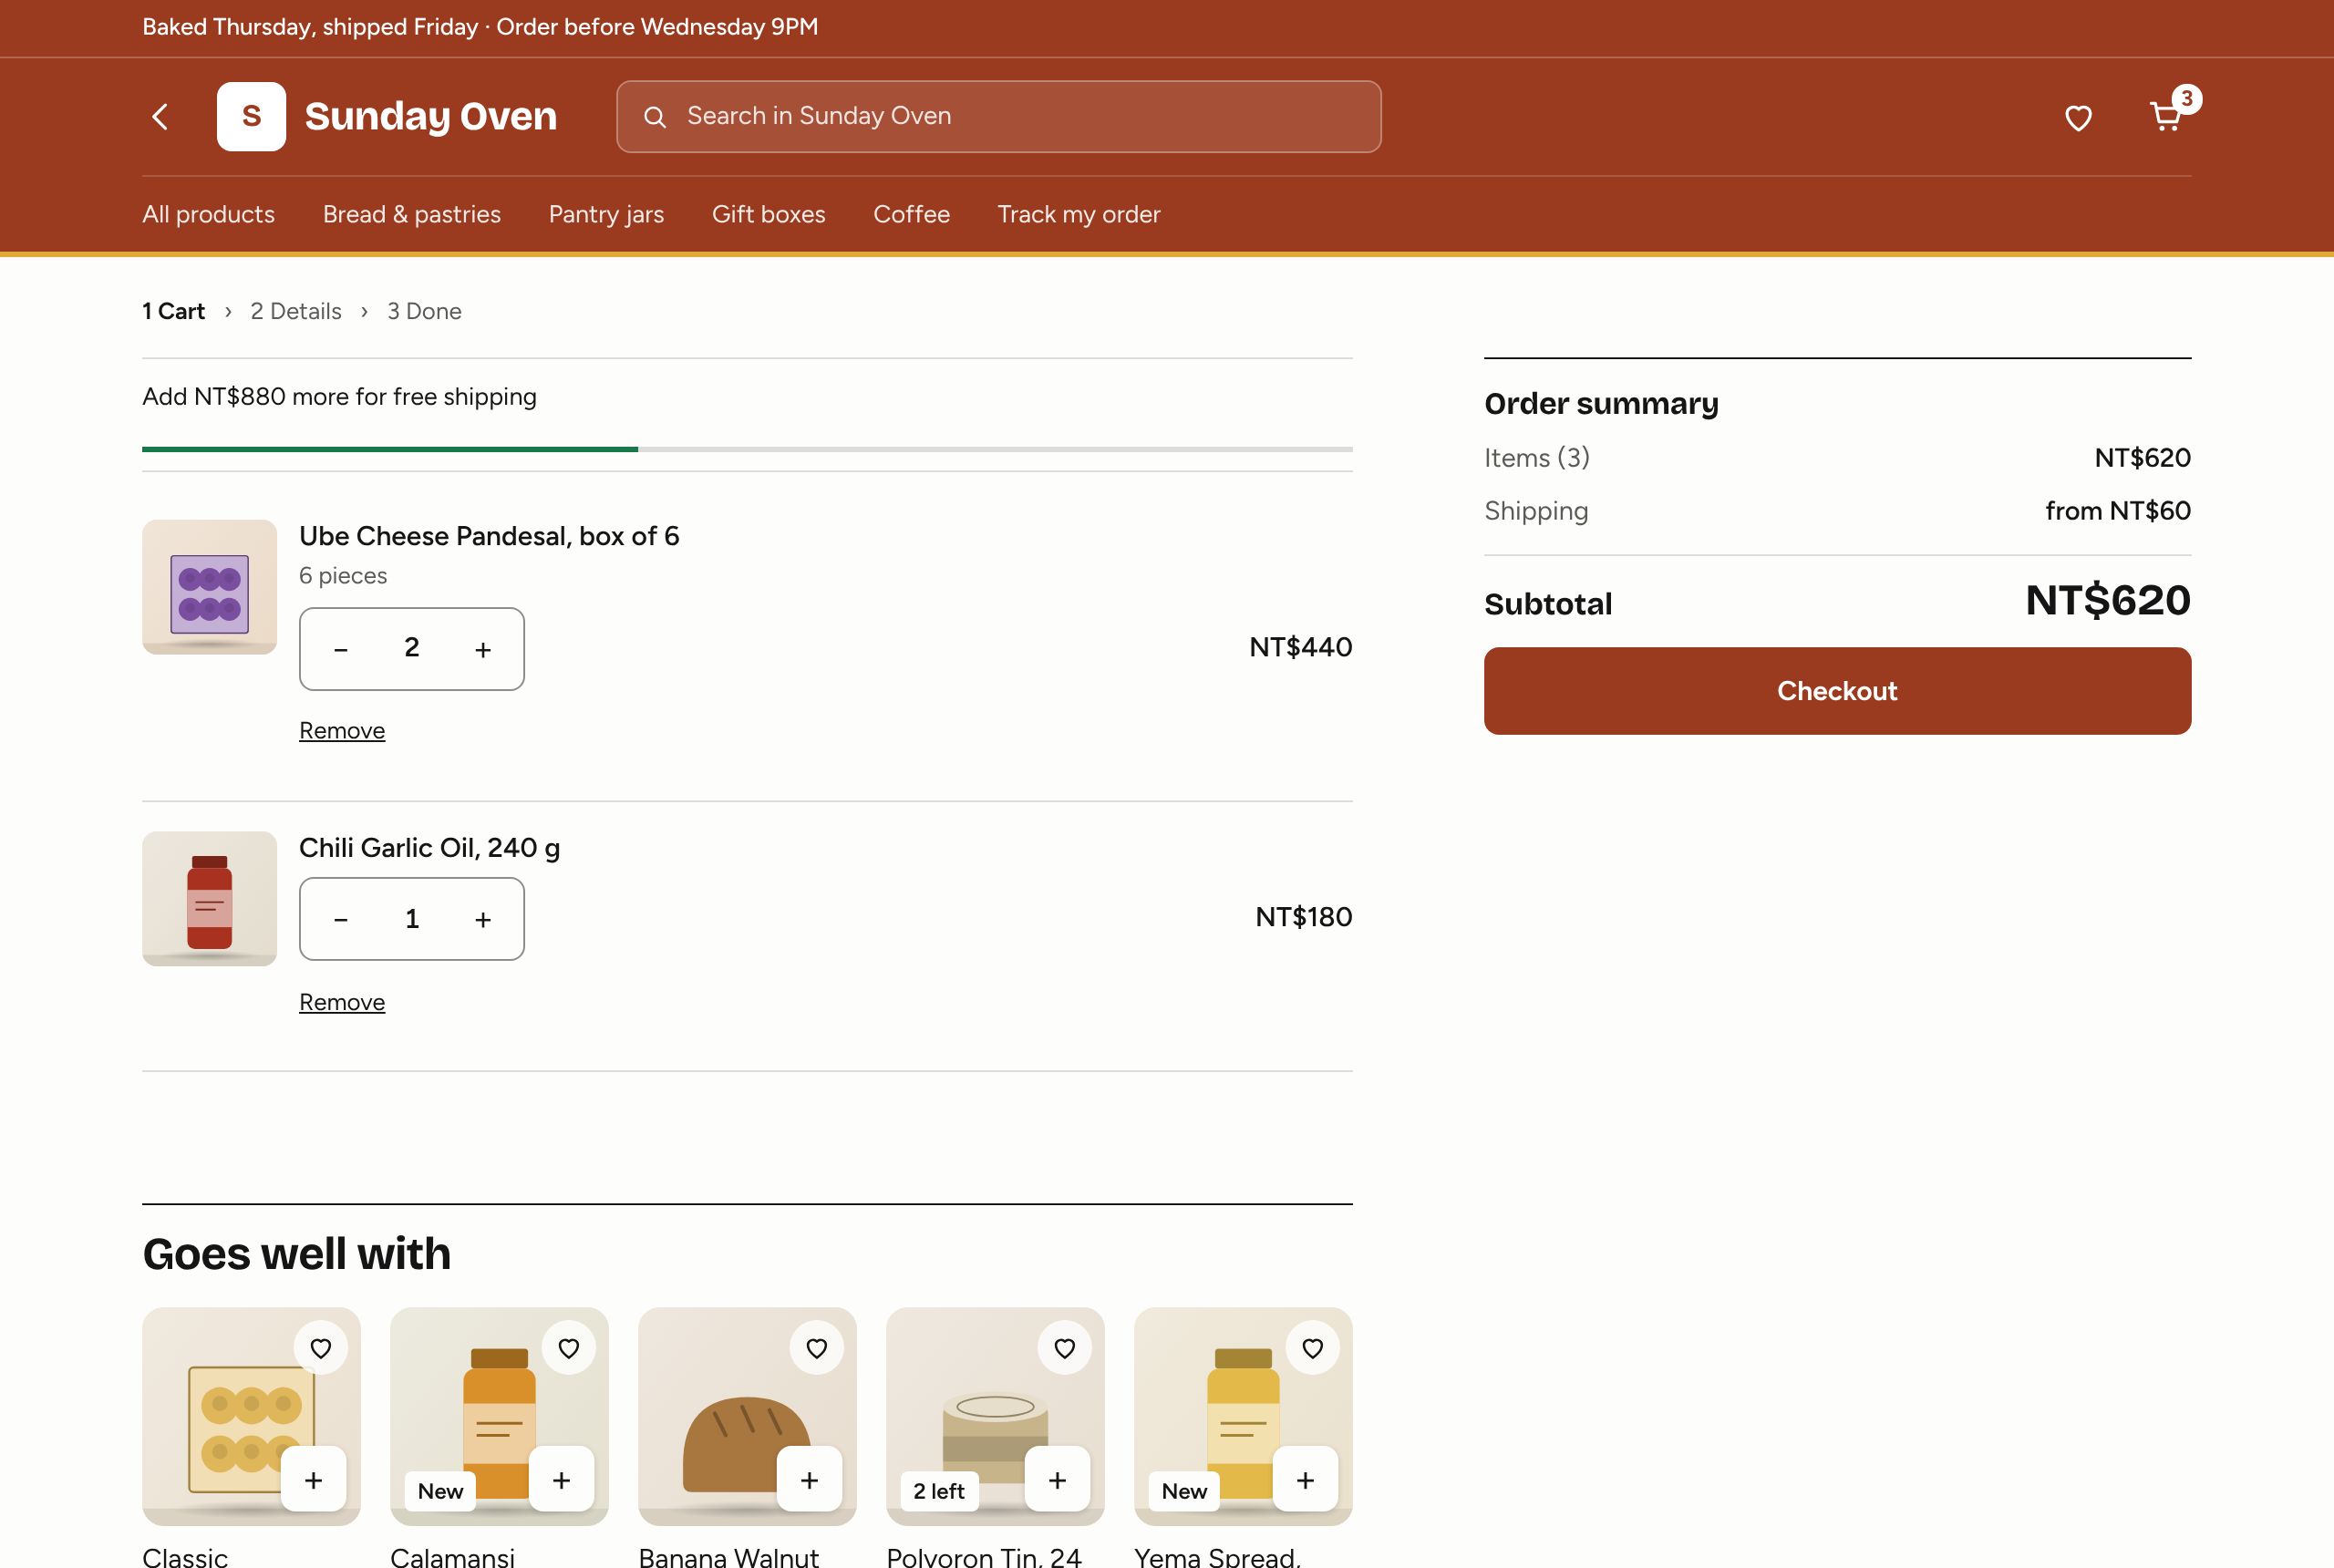 Baked Thursday, shipped Friday · Order before Wednesday 9PM
S Sunday Oven
Search in Sunday Oven
3
All products Bread & pastries Pantry jars Gift boxes Coffee Track my order
1 Cart › 2 Details › 3 Done
Add NT$880 more for free shipping
Ube Cheese Pandesal, box of 6
6 pieces
− 2 +
NT$440
Remove
Chili Garlic Oil, 240 g
− 1 +
NT$180
Remove
Order summary
Items (3) NT$620
Shipping from NT$60
Subtotal NT$620
Checkout
Goes well with
+
New +
+
2 left +
New +
Classic
Calamansi
Banana Walnut
Polvoron Tin, 24
Yema Spread,